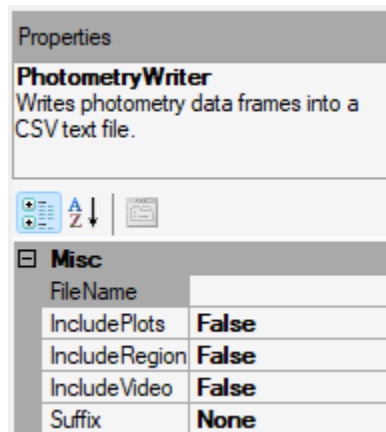 Properties
PhotometryWriter
Writes photometry data frames into a
CSV text file.
A
Z
Misc
FileName
IncludePlots False
IncludeRegion False
IncludeVideo False
Suffix None